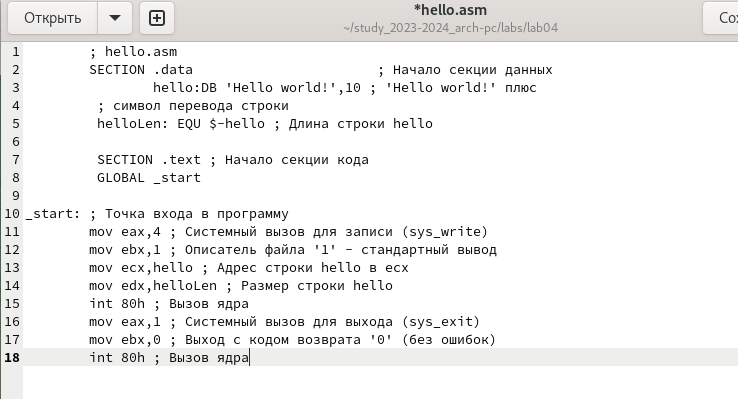 Открыть
*hello.asm
~/study_2023-2024_arch-pc/labs/lab04
Со
1 ; hello.asm
2 SECTION .data ; Начало секции данных
3 hello:DB 'Hello world!',10 ; 'Hello world!' плюс
4 ; символ перевода строки
5 helloLen: EQU $-hello ; Длина строки hello
6
7 SECTION .text ; Начало секции кода
8 GLOBAL _start
9
10 _start: ; Точка входа в программу
11 mov eax,4 ; Системный вызов для записи (sys_write)
12 mov ebx,1 ; Описатель файла '1' - стандартный вывод
13 mov ecx,hello ; Адрес строки hello в ecx
14 mov edx,helloLen ; Размер строки hello
15 int 80h ; Вызов ядра
16 mov eax,1 ; Системный вызов для выхода (sys_exit)
17 mov ebx,0 ; Выход с кодом возврата '0' (без ошибок)
18 int 80h ; Вызов ядра